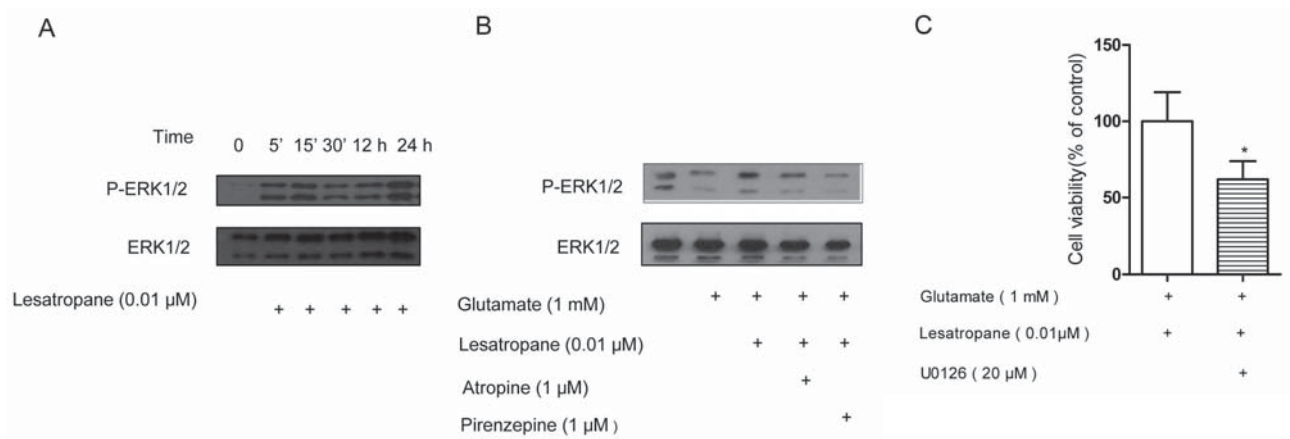 A
Time 0 5' 15' 30' 12 h 24 h
P-ERK1/2
ERK1/2
Lesatropane (0.01 µM) + + + + +
B
P-ERK1/2
ERK1/2
Glutamate (1 mM) + + + +
Lesatropane (0.01 µM) + + +
Atropine (1 µM) +
Pirenzepine (1 µM) +
C
Cell viability(% of control)
150
100
50
0
*
Glutamate ( 1 mM ) + +
Lesatropane ( 0.01µM ) + +
U0126 ( 20 µM ) +